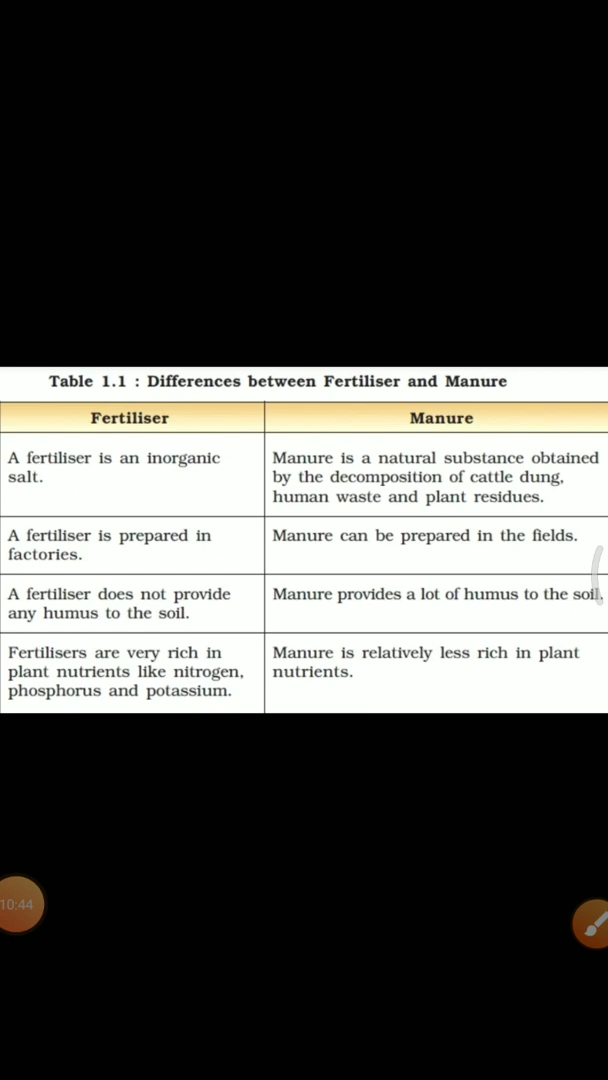 Table 1.1 : Differences between Fertiliser and Manure
Fertiliser
Manure
A fertiliser is an inorganic
salt.
Manure is a natural substance obtained
by the decomposition of cattle dung,
human waste and plant residues.
A fertiliser is prepared in
factories.
Manure can be prepared in the fields.
A fertiliser does not provide
any humus to the soil.
Manure provides a lot of humus to the soil.
Fertilisers are very rich in
plant nutrients like nitrogen,
phosphorus and potassium.
Manure is relatively less rich in plant
nutrients.
10:44